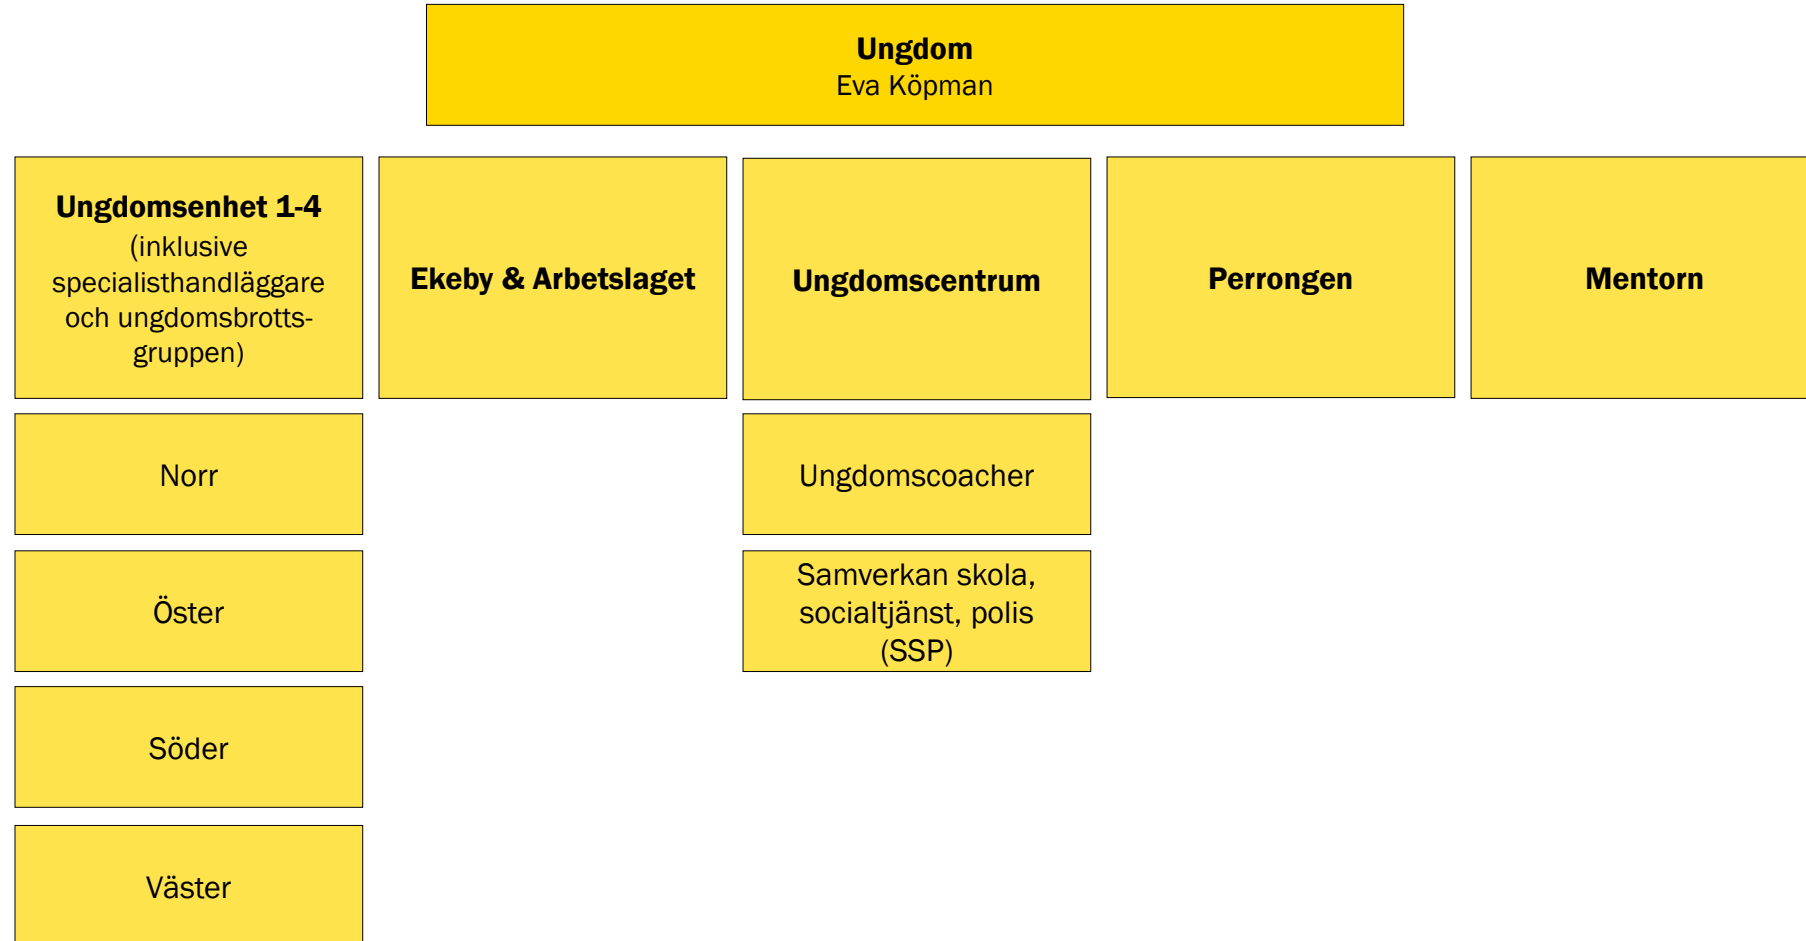 Ungdom
Eva Köpman
Ungdomsenhet 1-4
(inklusive
specialisthandläggare
och ungdomsbrotts-
gruppen)
Ekeby & Arbetslaget
Ungdomscentrum
Perrongen
Mentorn
Norr
Öster
Söder
Väster
Ungdomscoacher
Samverkan skola,
socialtjänst, polis
(SSP)